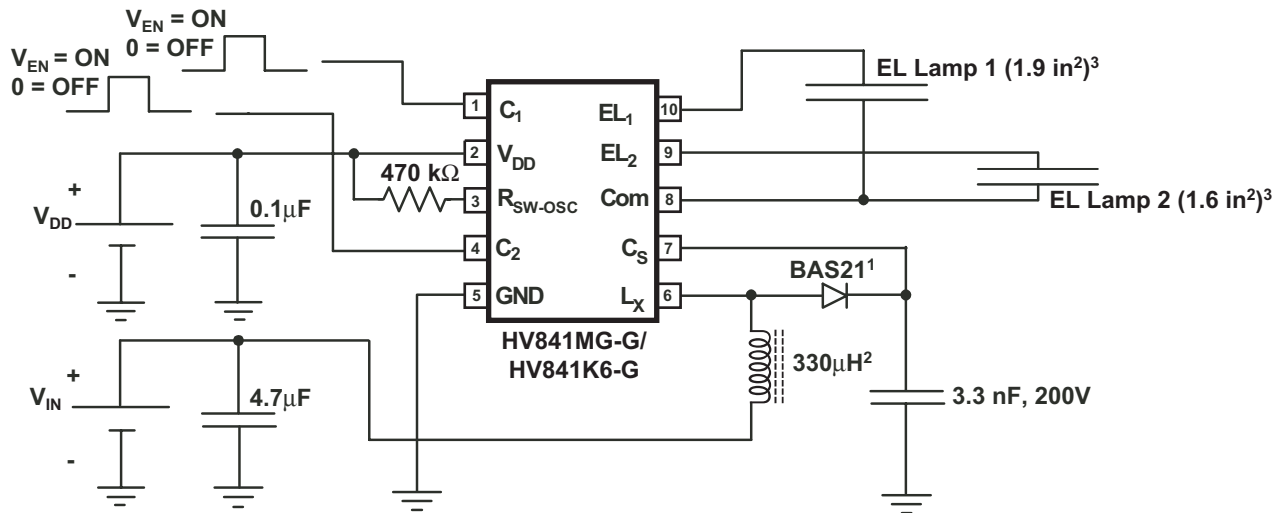 V_EN = ON
0 = OFF
V_EN = ON
0 = OFF
1 C₁
2 V_DD
470 kΩ
3 R_SW-OSC
4 C₂
5 GND
10 EL₁
9 EL₂
8 Com
7 C_S
6 L_X
HV841MG-G/
HV841K6-G
EL Lamp 1 (1.9 in²)³
EL Lamp 2 (1.6 in²)³
+
V_DD
-
0.1μF
+
V_IN
-
4.7μF
BAS21¹
330μH²
3.3 nF, 200V